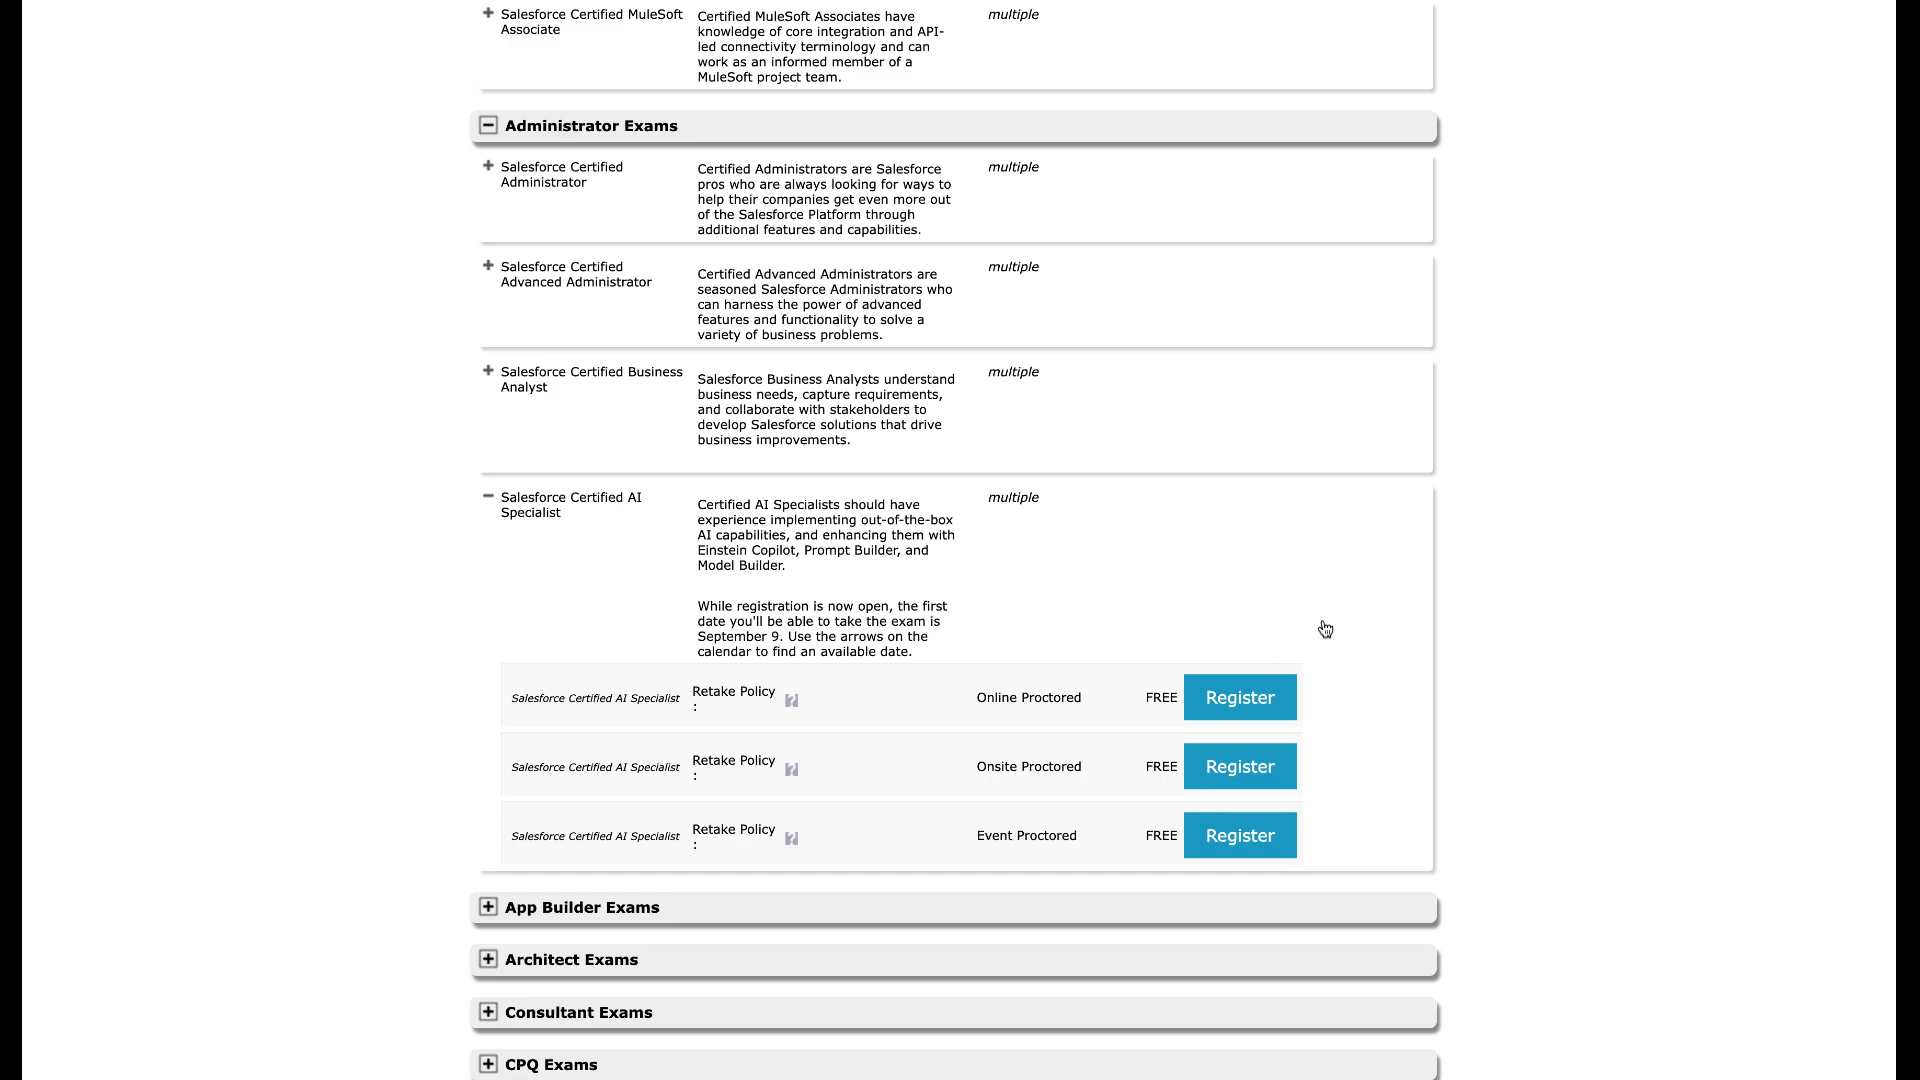 Salesforce Certified MuleSoft
Associate
Certified MuleSoft Associates have
knowledge of core integration and API-
led connectivity terminology and can
work as an informed member of a
MuleSoft project team.
multiple
Administrator Exams
Salesforce Certified
Administrator
Certified Administrators are Salesforce
pros who are always looking for ways to
help their companies get even more out
of the Salesforce Platform through
additional features and capabilities.
multiple
Salesforce Certified
Advanced Administrator
Certified Advanced Administrators are
seasoned Salesforce Administrators who
can harness the power of advanced
features and functionality to solve a
variety of business problems.
multiple
Salesforce Certified Business
Analyst
Salesforce Business Analysts understand
business needs, capture requirements,
and collaborate with stakeholders to
develop Salesforce solutions that drive
business improvements.
multiple
Salesforce Certified AI
Specialist
Certified AI Specialists should have
experience implementing out-of-the-box
AI capabilities, and enhancing them with
Einstein Copilot, Prompt Builder, and
Model Builder.
While registration is now open, the first
date you'll be able to take the exam is
September 9. Use the arrows on the
calendar to find an available date.
multiple
Salesforce Certified AI Specialist
Retake Policy
:
?
Online Proctored
FREE
Register
Salesforce Certified AI Specialist
Retake Policy
:
?
Onsite Proctored
FREE
Register
Salesforce Certified AI Specialist
Retake Policy
:
?
Event Proctored
FREE
Register
App Builder Exams
Architect Exams
Consultant Exams
CPQ Exams